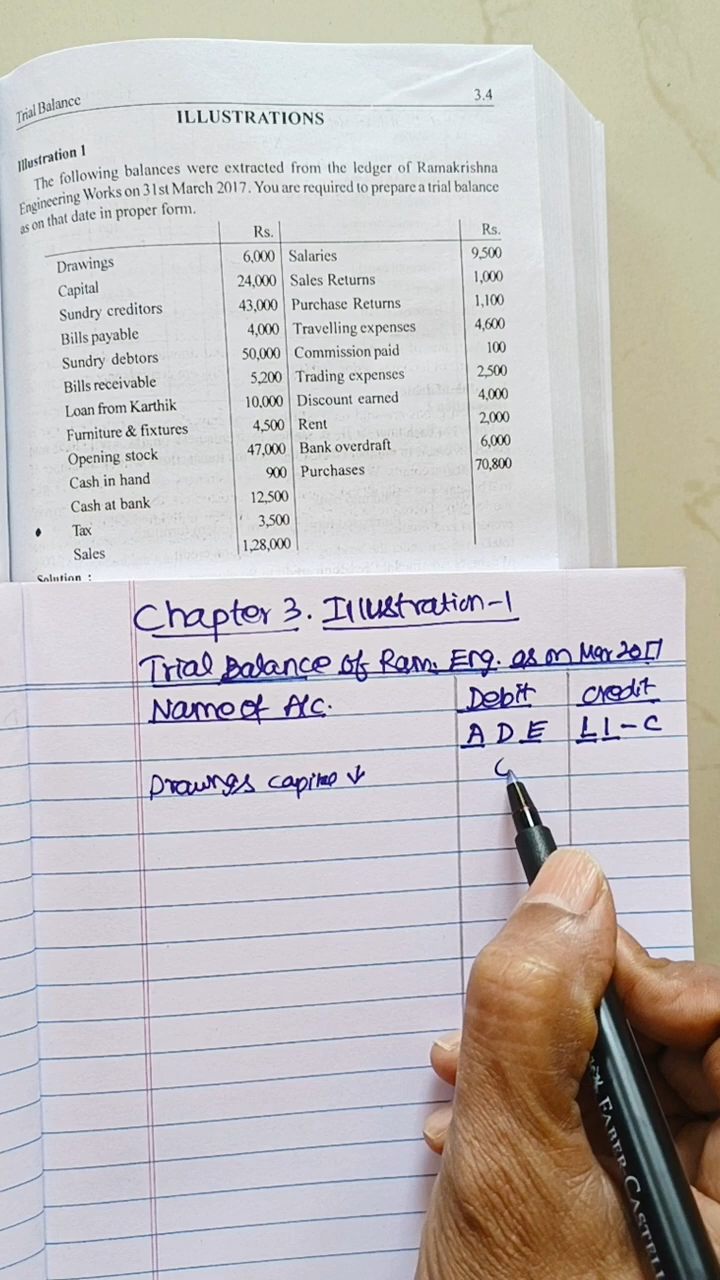 Trial Balance
3.4
ILLUSTRATIONS
Illustration 1
The following balances were extracted from the ledger of Ramakrishna
Engineering Works on 31st March 2017. You are required to prepare a trial balance
as on that date in proper form.
Rs. Rs.
Drawings 6,000 Salaries 9,500
Capital 24,000 Sales Returns 1,000
Sundry creditors 43,000 Purchase Returns 1,100
Bills payable 4,000 Travelling expenses 4,600
Sundry debtors 50,000 Commission paid 100
Bills receivable 5,200 Trading expenses 2,500
Loan from Karthik 10,000 Discount earned 4,000
Furniture & fixtures 4,500 Rent 2,000
Opening stock 47,000 Bank overdraft 6,000
Cash in hand 900 Purchases 70,800
Cash at bank 12,500
Tax 3,500
Sales 1,28,000
Solution :
Chapter 3. Illustration-1
Trial Balance of Ram. Eng. as on Mar 2017
Name of A/C. Debit Credit
A D E LI-C
Drawings capital ↓
FABER-CASTELL